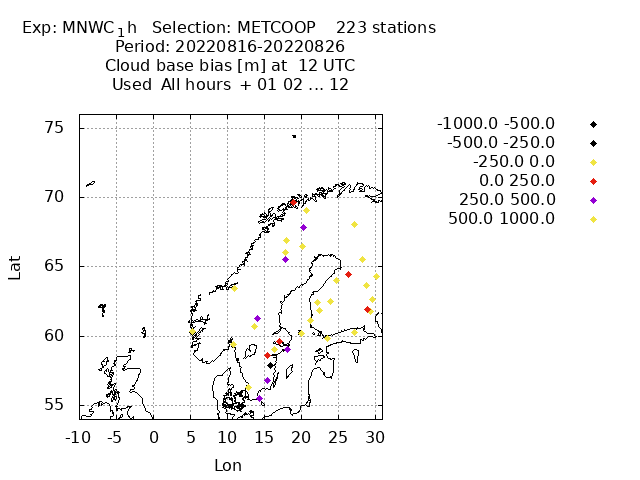 Exp: MNWC_1h   Selection: METCOOP    223 stations
Period: 20220816-20220826
Cloud base bias [m] at  12 UTC
Used  All hours  + 01 02 ... 12
-1000.0 -500.0
-500.0 -250.0
-250.0 0.0
0.0 250.0
250.0 500.0
500.0 1000.0
Lat
75
70
65
60
55
-10 -5 0 5 10 15 20 25 30
Lon